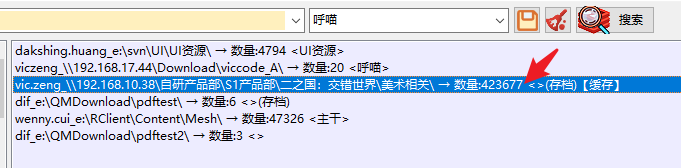 呼喵
搜索
dakshing.huang_e:\svn\UI\UI资源\ → 数量:4794 <UI资源>
viczeng_\\192.168.17.44\Download\viccode_A\ → 数量:20 <呼喵>
vic.zeng_\\192.168.10.38\自研产品部\S1产品部\二之国：交错世界\美术相关\ → 数量:423677 <>(存档)【缓存】
dif_e:\QMDownload\pdftest\ → 数量:6 <>(存档)
wenny.cui_e:\RClient\Content\Mesh\ → 数量:47326 <主干>
dif_e:\QMDownload\pdftest2\ → 数量:3 <>